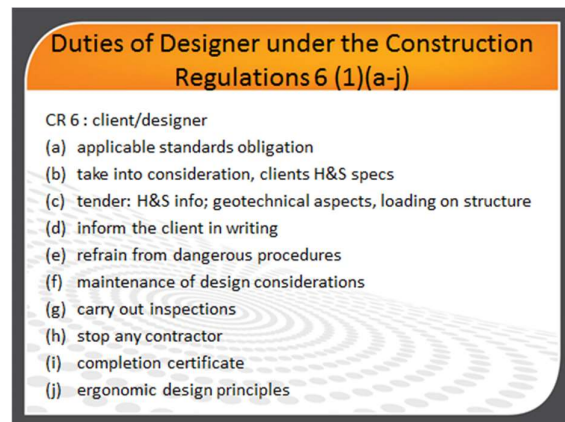 Duties of Designer under the Construction
Regulations 6 (1)(a-j)
CR 6 : client/designer
(a) applicable standards obligation
(b) take into consideration, clients H&S specs
(c) tender: H&S info; geotechnical aspects, loading on structure
(d) inform the client in writing
(e) refrain from dangerous procedures
(f) maintenance of design considerations
(g) carry out inspections
(h) stop any contractor
(i) completion certificate
(j) ergonomic design principles